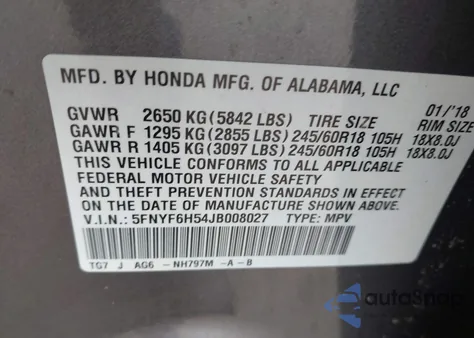 MFD. BY HONDA MFG. OF ALABAMA, LLC
01/'18
GVWR 2650 KG(5842 LBS) TIRE SIZE RIM SIZE
GAWR F 1295 KG(2855 LBS) 245/60R18 105H 18X8.0J
GAWR R 1405 KG(3097 LBS) 245/60R18 105H 18X8.0J
THIS VEHICLE CONFORMS TO ALL APPLICABLE
FEDERAL MOTOR VEHICLE SAFETY
AND THEFT PREVENTION STANDARDS IN EFFECT
ON THE DATE OF MANUFACTURE SHOWN ABOVE.
V.I.N.: 5FNYF6H54JB008027 TYPE: MPV
TG7 J AG6 -NH797M -A-B
autosnap